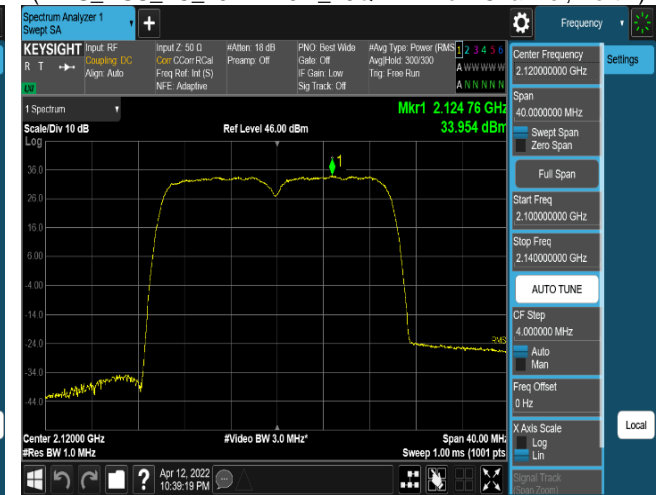 Spectrum Analyzer 1
Swept SA
Frequency
KEYSIGHT Input: RF
R T
Coupling: DC
Align: Auto
LXI
Input Z: 50 Ω
Corr CCorr RCal
Freq Ref: Int (S)
NFE: Adaptive
#Atten: 18 dB
Preamp: Off
PNO: Best Wide
Gate: Off
IF Gain: Low
Sig Track: Off
#Avg Type: Power (RMS
Avg|Hold: 300/300
Trig: Free Run
1 2 3 4 5 6
A W W W W W
A N N N N N
1 Spectrum
Mkr1 2.124 76 GHz
Scale/Div 10 dB
Ref Level 46.00 dBm
33.954 dBm
Log
1
36.0
26.0
16.0
6.00
-4.00
-14.0
-24.0
RMS
-34.0
-44.0
Center 2.12000 GHz
#Video BW 3.0 MHz*
Span 40.00 MHz
#Res BW 1.0 MHz
Sweep 1.00 ms (1001 pts
?
Apr 12, 2022
10:39:19 PM
Center Frequency
2.120000000 GHz
Settings
Span
40.0000000 MHz
Swept Span
Zero Span
Full Span
Start Freq
2.100000000 GHz
Stop Freq
2.140000000 GHz
AUTO TUNE
CF Step
4.000000 MHz
Auto
Man
Freq Offset
0 Hz
X Axis Scale
Log
Lin
Local
Signal Track
(Span Zoom)